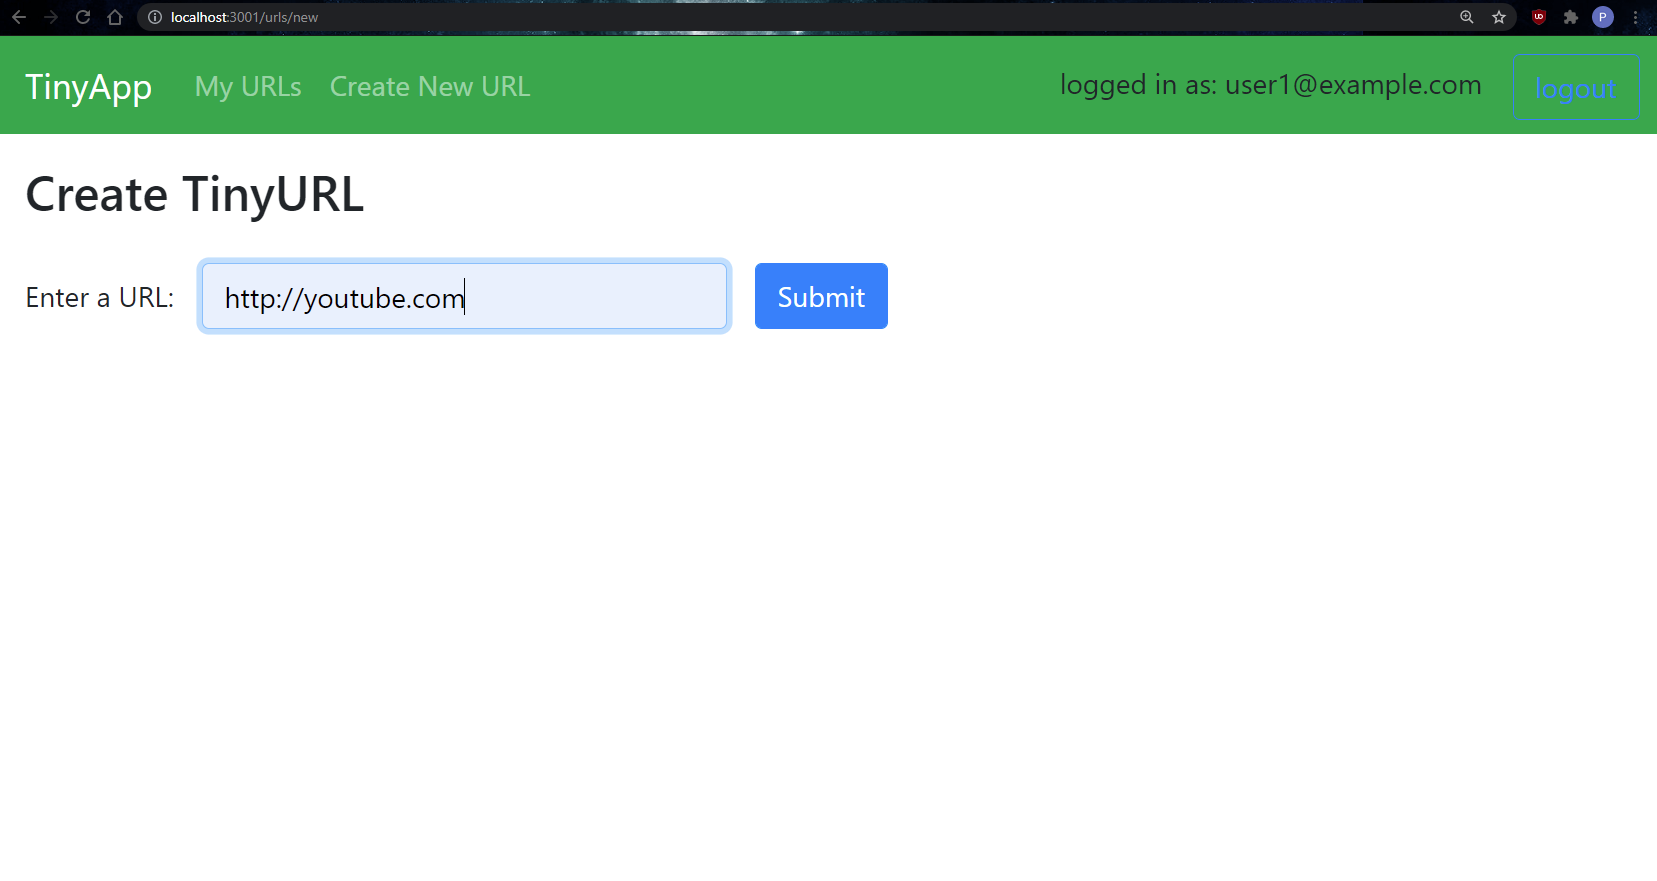 localhost:3001/urls/new
UD
P
TinyApp My URLs Create New URL logged in as: user1@example.com logout
Create TinyURL
Enter a URL: http://youtube.com Submit